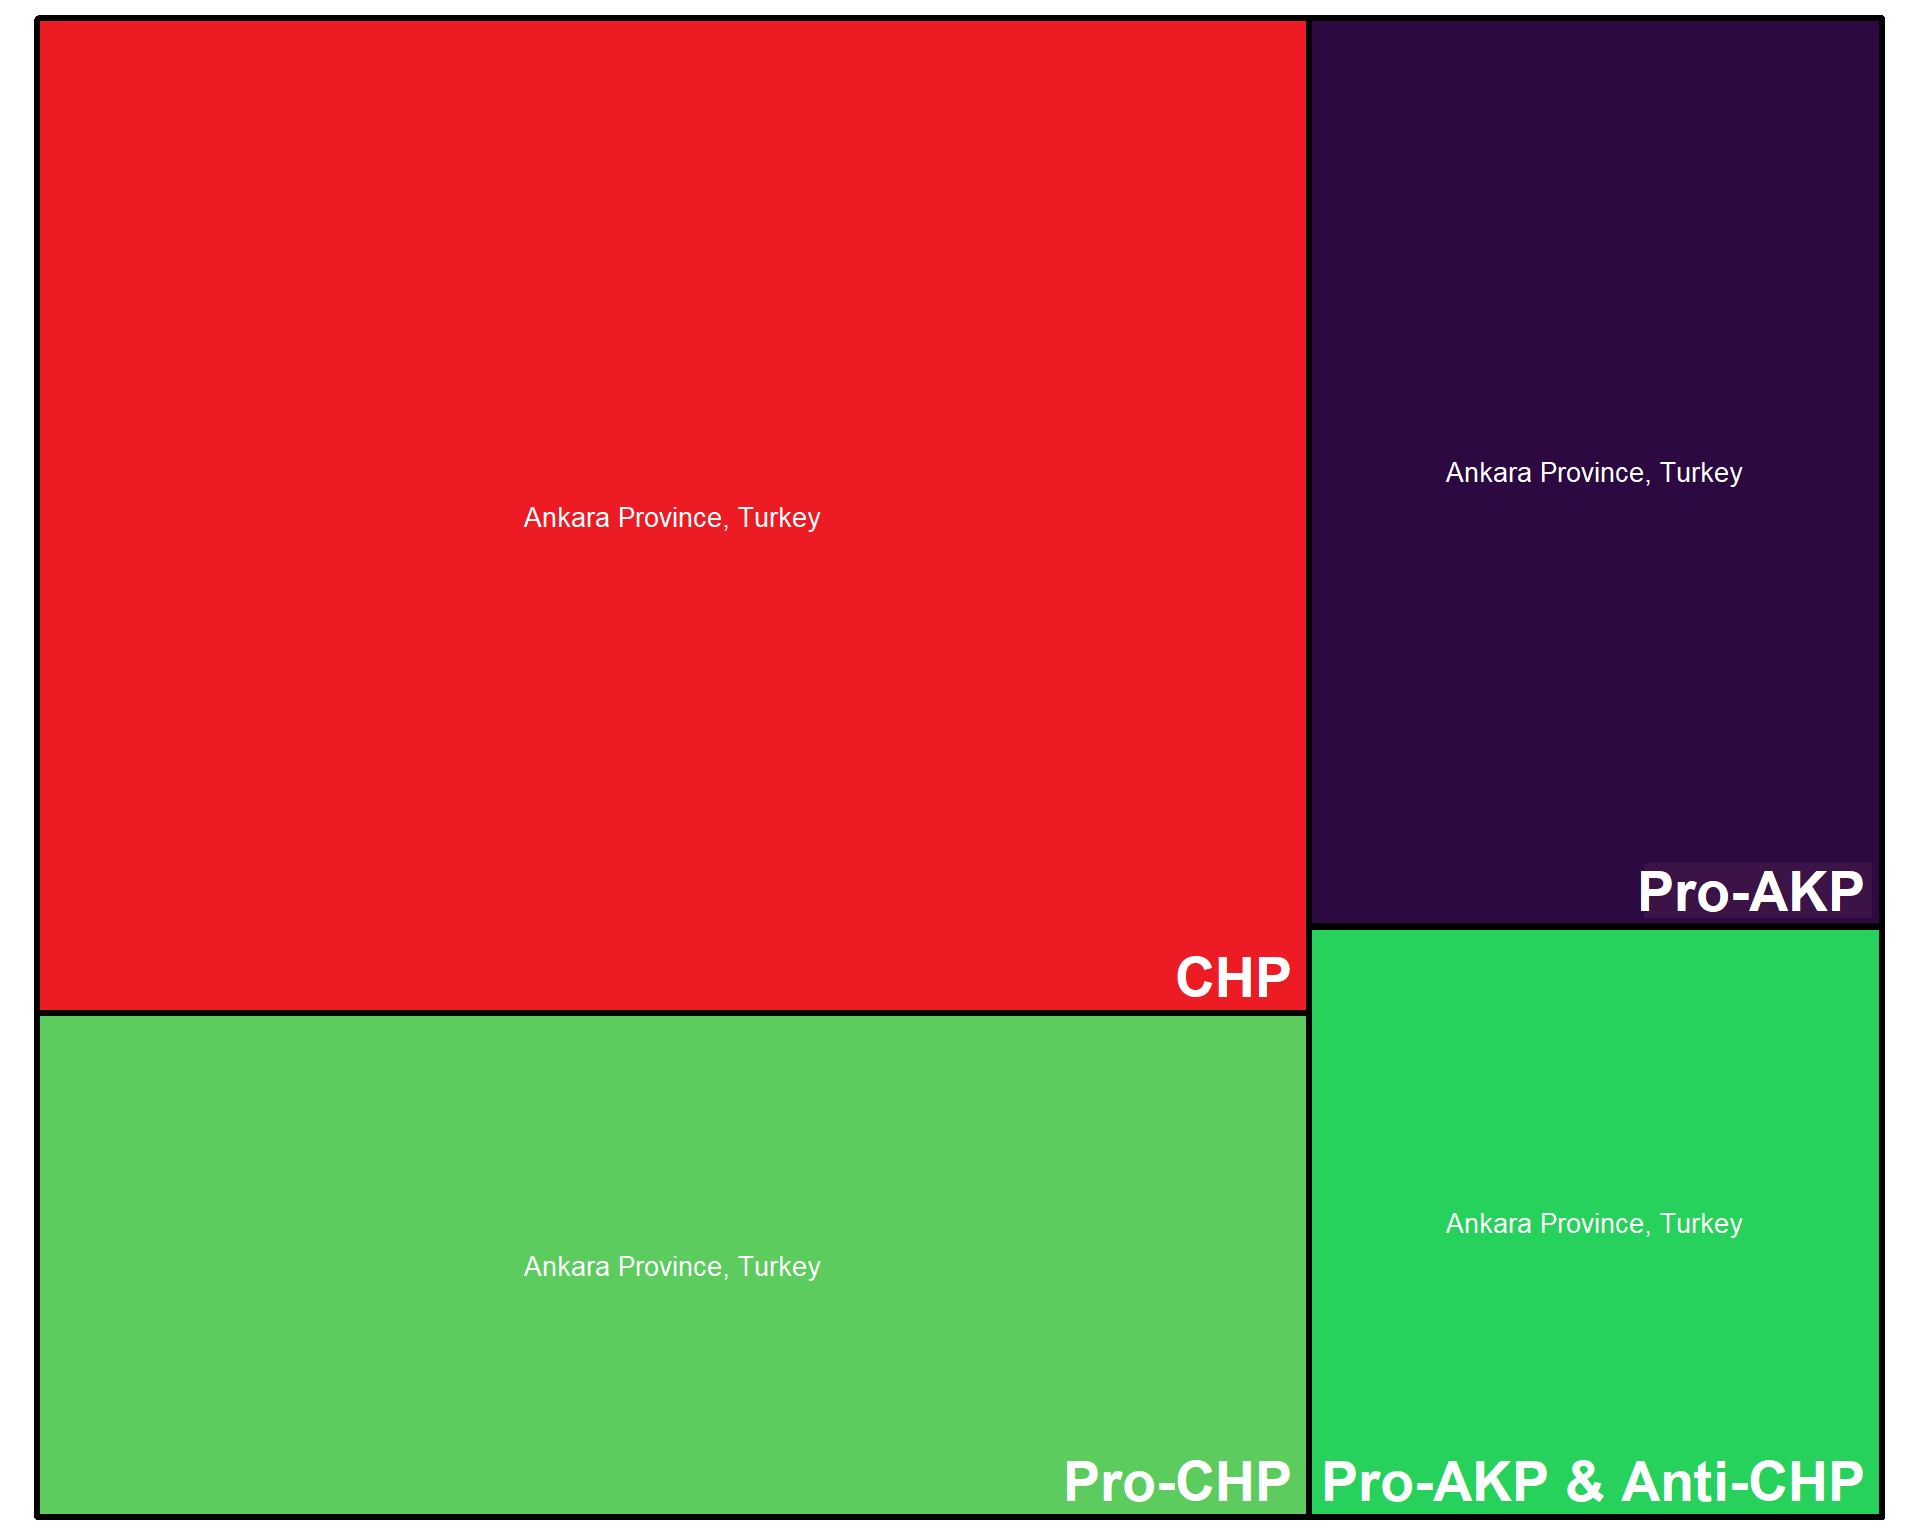 Ankara Province, Turkey
CHP
Ankara Province, Turkey
Pro-AKP
Ankara Province, Turkey
Pro-CHP
Ankara Province, Turkey
Pro-AKP & Anti-CHP